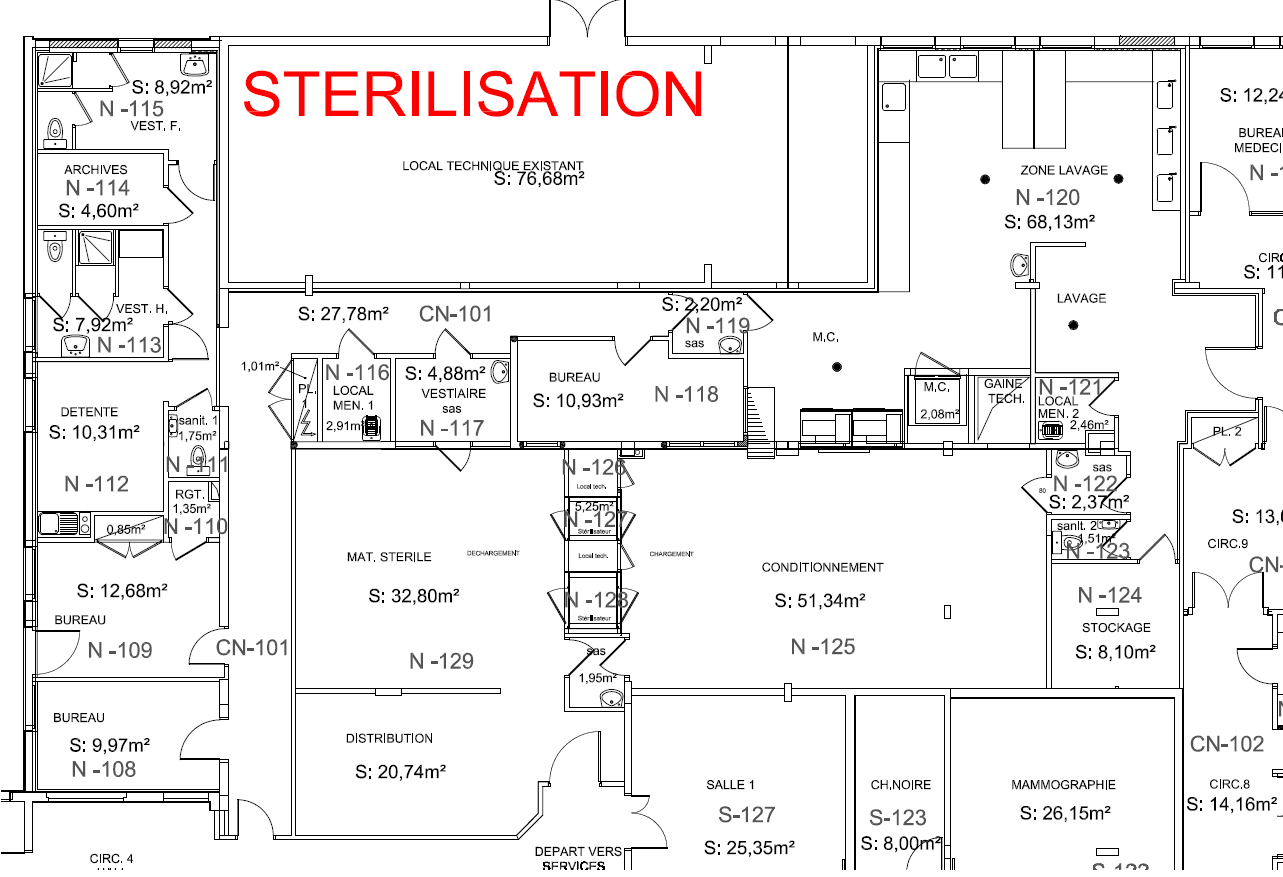 STERILISATION
S: 8,92m²
N -115
VEST. F.
ARCHIVES
N -114
S: 4,60m²
VEST. H.
S: 7,92m²
N -113
LOCAL TECHNIQUE EXISTANT
S: 76,68m²
ZONE LAVAGE
N -120
S: 68,13m²
LAVAGE
S: 12,24
BUREAU
MEDECI
N -1
CIRC
S: 11
C
S: 27,78m²
CN-101
S: 2,20m²
N -119
sas
M.C.
1,01m²
PL.
1
N -116
LOCAL
MEN. 1
2,91m²
S: 4,88m²
VESTIAIRE
sas
N -117
BUREAU
S: 10,93m²
N -118
M.C.
2,08m²
GAINE
TECH.
N -121
LOCAL
MEN. 2
2,46m²
PL. 2
DETENTE
S: 10,31m²
N -112
sanit. 1
1,75m²
N -111
RGT.
1,35m²
N -110
0,85m²
N -126
Local tech.
5,25m²
N -127
Stérilisateur
Local tech.
N -128
Stérilisateur
sas
1,95m²
sas
N -122
80
S: 2,37m²
sanit. 2
1,51m²
N -123
S: 13,6
CIRC.9
CN-
MAT. STERILE
DECHARGEMENT
S: 32,80m²
N -129
CHARGEMENT
CONDITIONNEMENT
S: 51,34m²
N -125
N -124
STOCKAGE
S: 8,10m²
S: 12,68m²
BUREAU
N -109
CN-101
BUREAU
S: 9,97m²
N -108
DISTRIBUTION
S: 20,74m²
SALLE 1
S-127
S: 25,35m²
CH.NOIRE
S-123
S: 8,00m²
MAMMOGRAPHIE
S: 26,15m²
S-122
CN-102
CIRC.8
S: 14,16m²
N
CIRC. 4
DEPART VERS
SERVICES